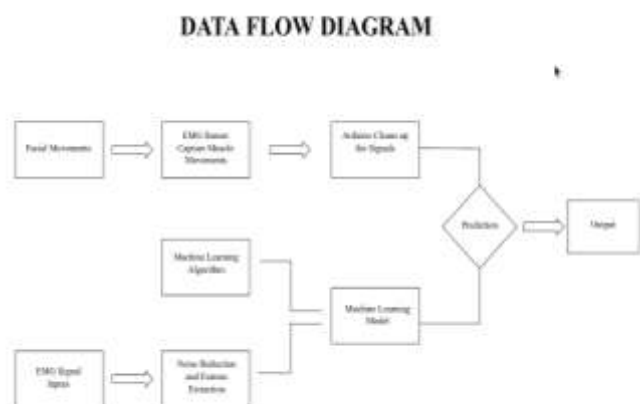 DATA FLOW DIAGRAM
Facial Movements
EMG Sensor
Capture Muscle
Movements
Arduino Cleans up
the Signals
Prediction
Output
Machine Learning
Algorithm
Machine Learning
Model
EMG Signal
Inputs
Noise Reduction
and Feature
Extraction